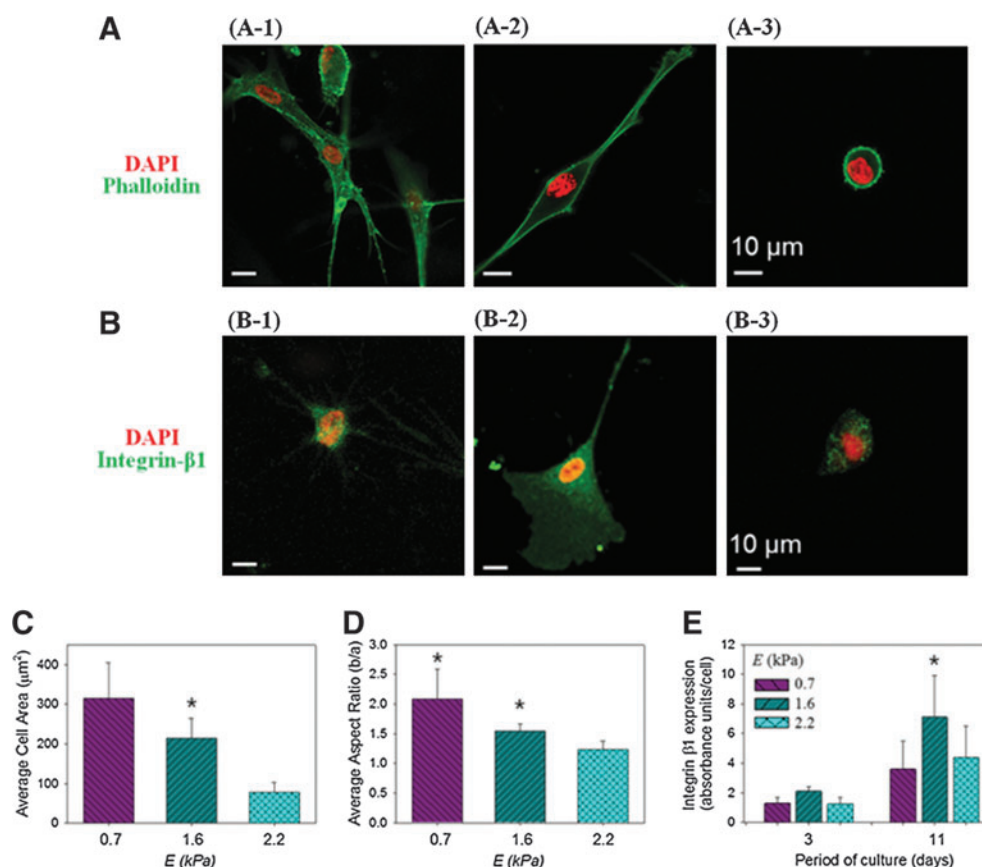 A
(A-1)
(A-2)
(A-3)
DAPI
Phalloidin
10 μm
B
(B-1)
(B-2)
(B-3)
DAPI
Integrin-β1
10 μm
C
Average Cell Area (μm²)
400
300
200
100
0
*
0.7 1.6 2.2
E (kPa)
D
Average Aspect Ratio (b/a)
3.0
2.5
2.0
1.5
1.0
0.5
0.0
*
*
0.7 1.6 2.2
E (kPa)
E
Integrin β1 expression
(absorbance units/cell)
12
10
8
6
4
2
0
E (kPa)
0.7
1.6
2.2
*
3 11
Period of culture (days)